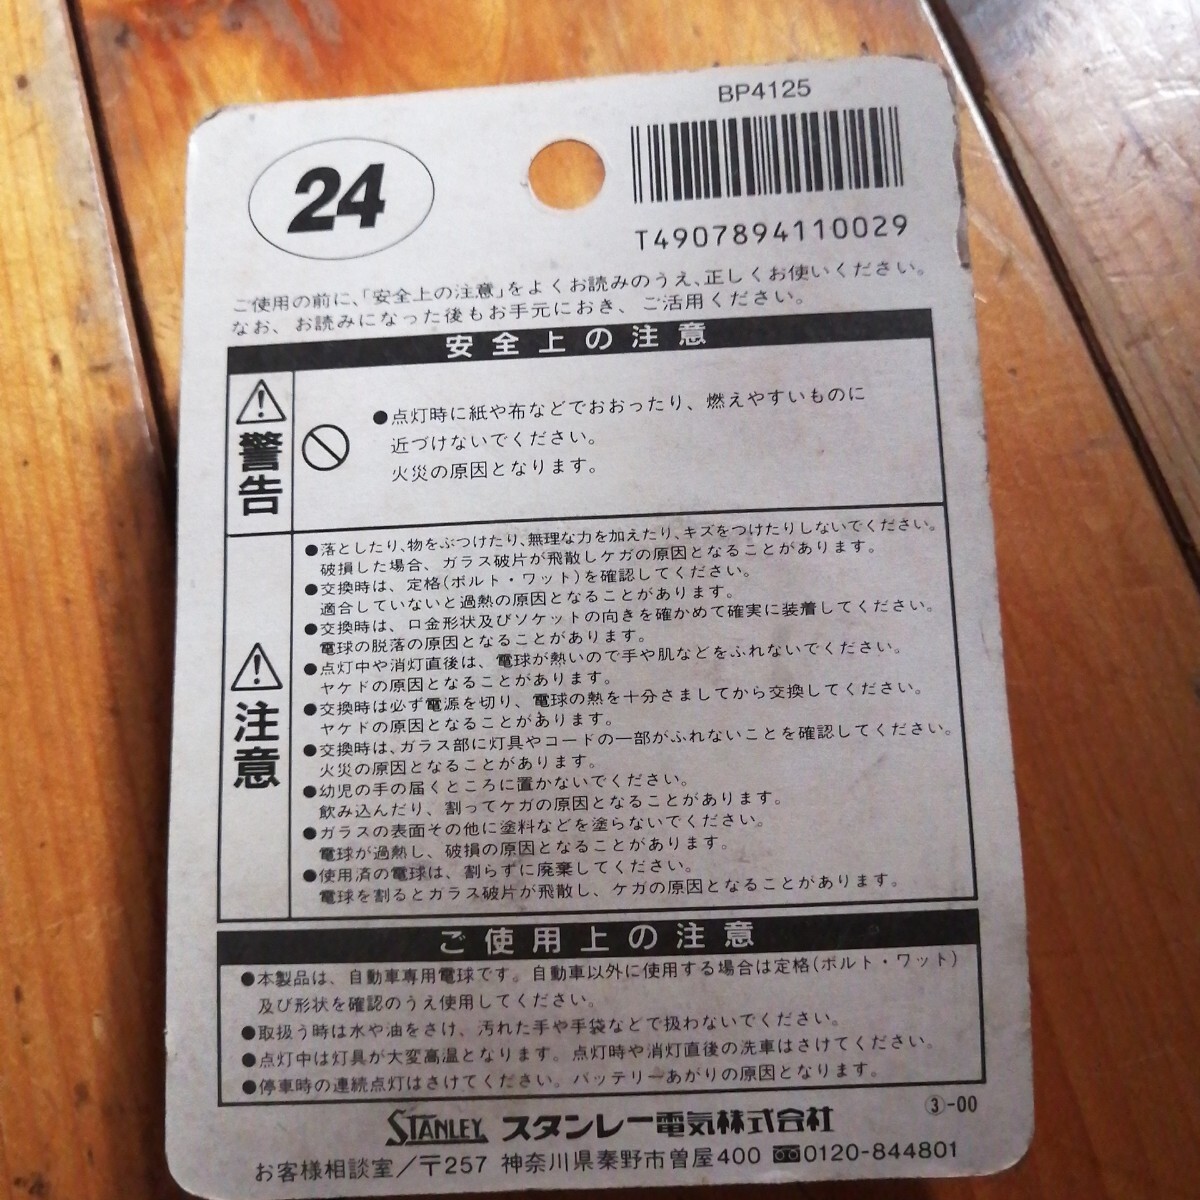 BP4125
24
T4907894110029
ご使用の前に、「安全上の注意」をよくお読みのうえ、正しくお使いください。
なお、お読みになった後もお手元におき、ご活用ください。
安全上の注意
警告
●点灯時に紙や布などでおおったり、燃えやすいものに
近づけないでください。
火災の原因となります。
注意
●落としたり、物をぶつけたり、無理な力を加えたり、キズをつけたりしないでください。
破損した場合、ガラス破片が飛散しケガの原因となることがあります。
●交換時は、定格(ボルト・ワット)を確認してください。
適合していないと過熱の原因となることがあります。
●交換時は、口金形状及びソケットの向きを確かめて確実に装着してください。
電球の脱落の原因となることがあります。
●点灯中や消灯直後は、電球が熱いので手や肌などをふれないでください。
ヤケドの原因となることがあります。
●交換時は必ず電源を切り、電球の熱を十分さましてから交換してください。
ヤケドの原因となることがあります。
●交換時は、ガラス部に灯具やコードの一部がふれないことを確認してください。
火災の原因となることがあります。
●幼児の手の届くところに置かないでください。
飲み込んだり、割ってケガの原因となることがあります。
●ガラスの表面その他に塗料などを塗らないでください。
電球が過熱し、破損の原因となることがあります。
●使用済の電球は、割らずに廃棄してください。
電球を割るとガラス破片が飛散し、ケガの原因となることがあります。
ご使用上の注意
●本製品は、自動車専用電球です。自動車以外に使用する場合は定格(ボルト・ワット)
及び形状を確認のうえ使用してください。
●取扱う時は水や油をさけ、汚れた手や手袋などで扱わないでください。
●点灯中は灯具が大変高温となります。点灯時や消灯直後の洗車はさけてください。
●停車時の連続点灯はさけてください。バッテリーあがりの原因となります。
③-00
STANLEY スタンレー電気株式会社
お客様相談室/〒257 神奈川県秦野市曽屋400 0120-844801